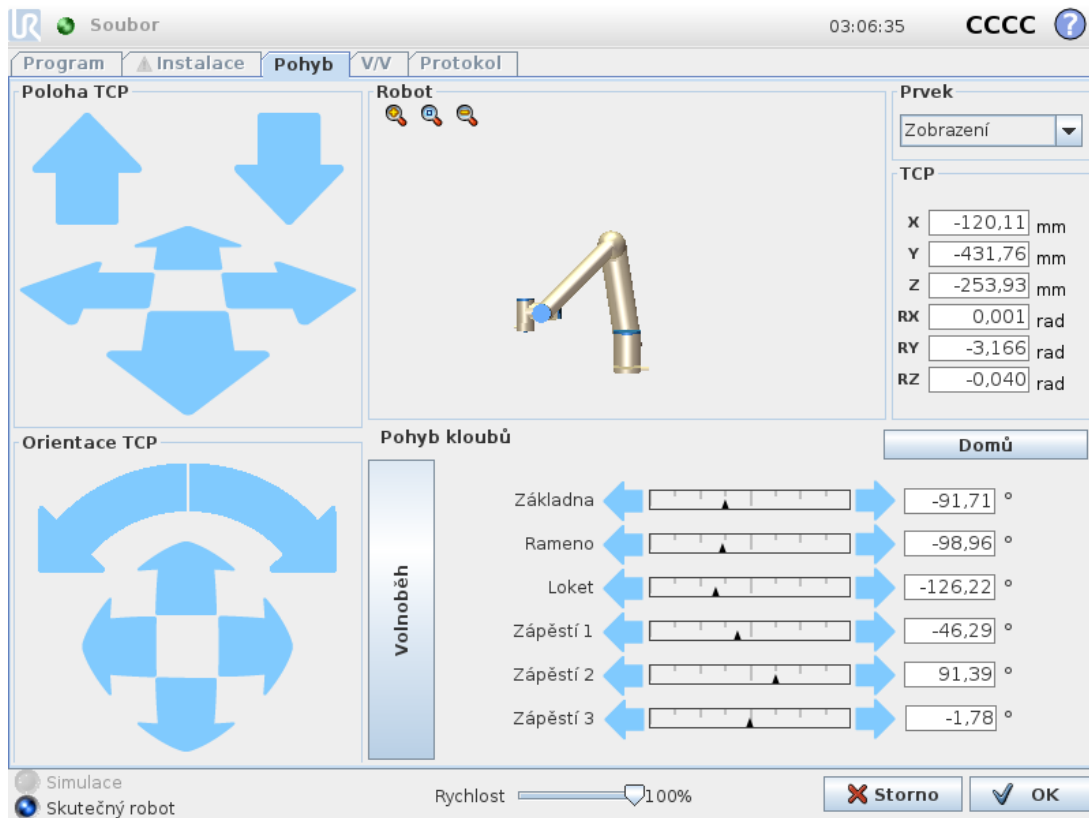 UR Soubor 03:06:35 CCCC ?
Program Instalace Pohyb V/V Protokol
Poloha TCP
Robot
Prvek
Zobrazení
TCP
X -120,11 mm
Y -431,76 mm
Z -253,93 mm
RX 0,001 rad
RY -3,166 rad
RZ -0,040 rad
Orientace TCP
Pohyb kloubů
Domů
Volnoběh
Základna -91,71 °
Rameno -98,96 °
Loket -126,22 °
Zápěstí 1 -46,29 °
Zápěstí 2 91,39 °
Zápěstí 3 -1,78 °
Simulace
Skutečný robot
Rychlost 100%
Storno
OK